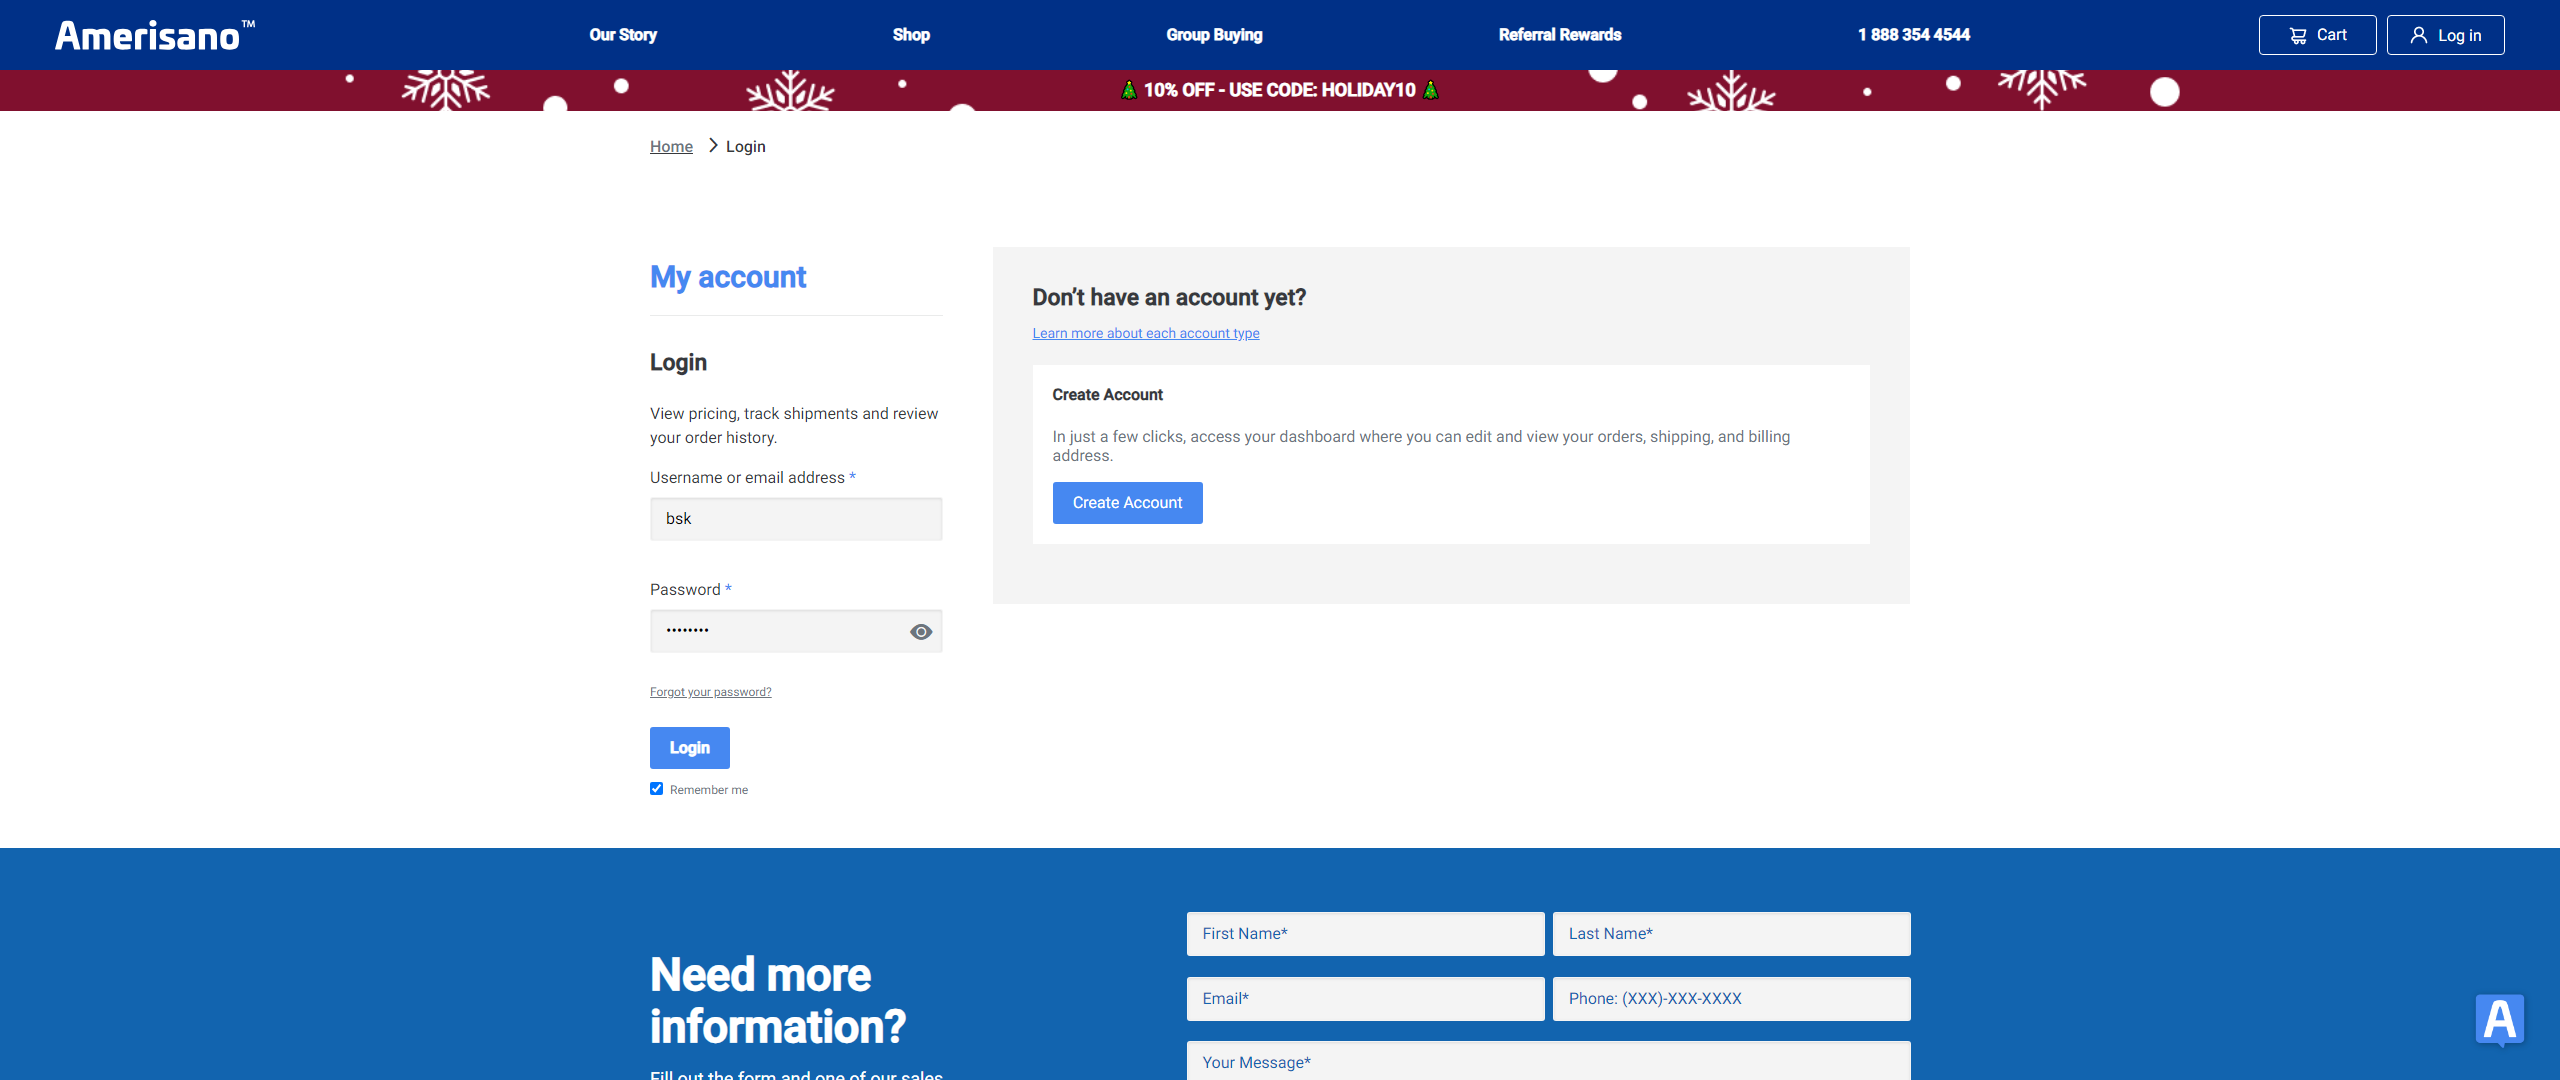 Amerisano™
Our Story
Shop
Group Buying
Referral Rewards
1 888 354 4544
Cart
Log in
10% OFF - USE CODE: HOLIDAY10
Home
Login
My account
Login
View pricing, track shipments and review
your order history.
Username or email address *
bsk
Password *
••••••••
Forgot your password?
Login
Remember me
Don’t have an account yet?
Learn more about each account type
Create Account
In just a few clicks, access your dashboard where you can edit and view your orders, shipping, and billing
address.
Create Account
Need more
information?
Fill out the form and one of our sales
First Name*
Last Name*
Email*
Phone: (XXX)-XXX-XXXX
Your Message*
A